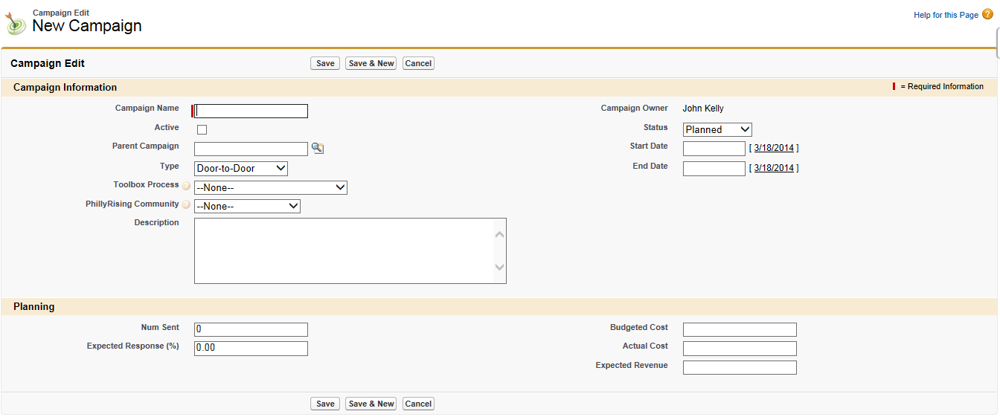 Campaign Edit
New Campaign
Help for this Page ?
Campaign Edit
Save
Save & New
Cancel
Campaign Information
= Required Information
Campaign Name
Campaign Owner
John Kelly
Active
Status
Planned
Parent Campaign
Start Date
[ 3/18/2014 ]
Type
Door-to-Door
End Date
[ 3/18/2014 ]
Toolbox Process
?
--None--
PhillyRising Community
?
--None--
Description
Planning
Num Sent
0
Budgeted Cost
Expected Response (%)
0.00
Actual Cost
Expected Revenue
Save
Save & New
Cancel